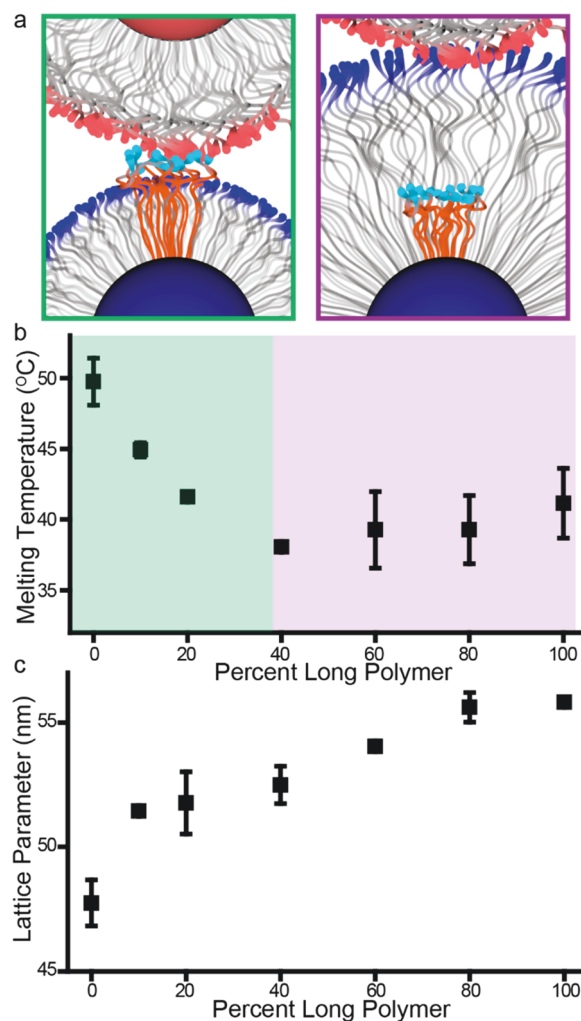 a
b
Melting Temperature (°C)
50
45
40
35
0 20 40 60 80 100
Percent Long Polymer
c
Lattice Parameter (nm)
55
50
45
0 20 40 60 80 100
Percent Long Polymer